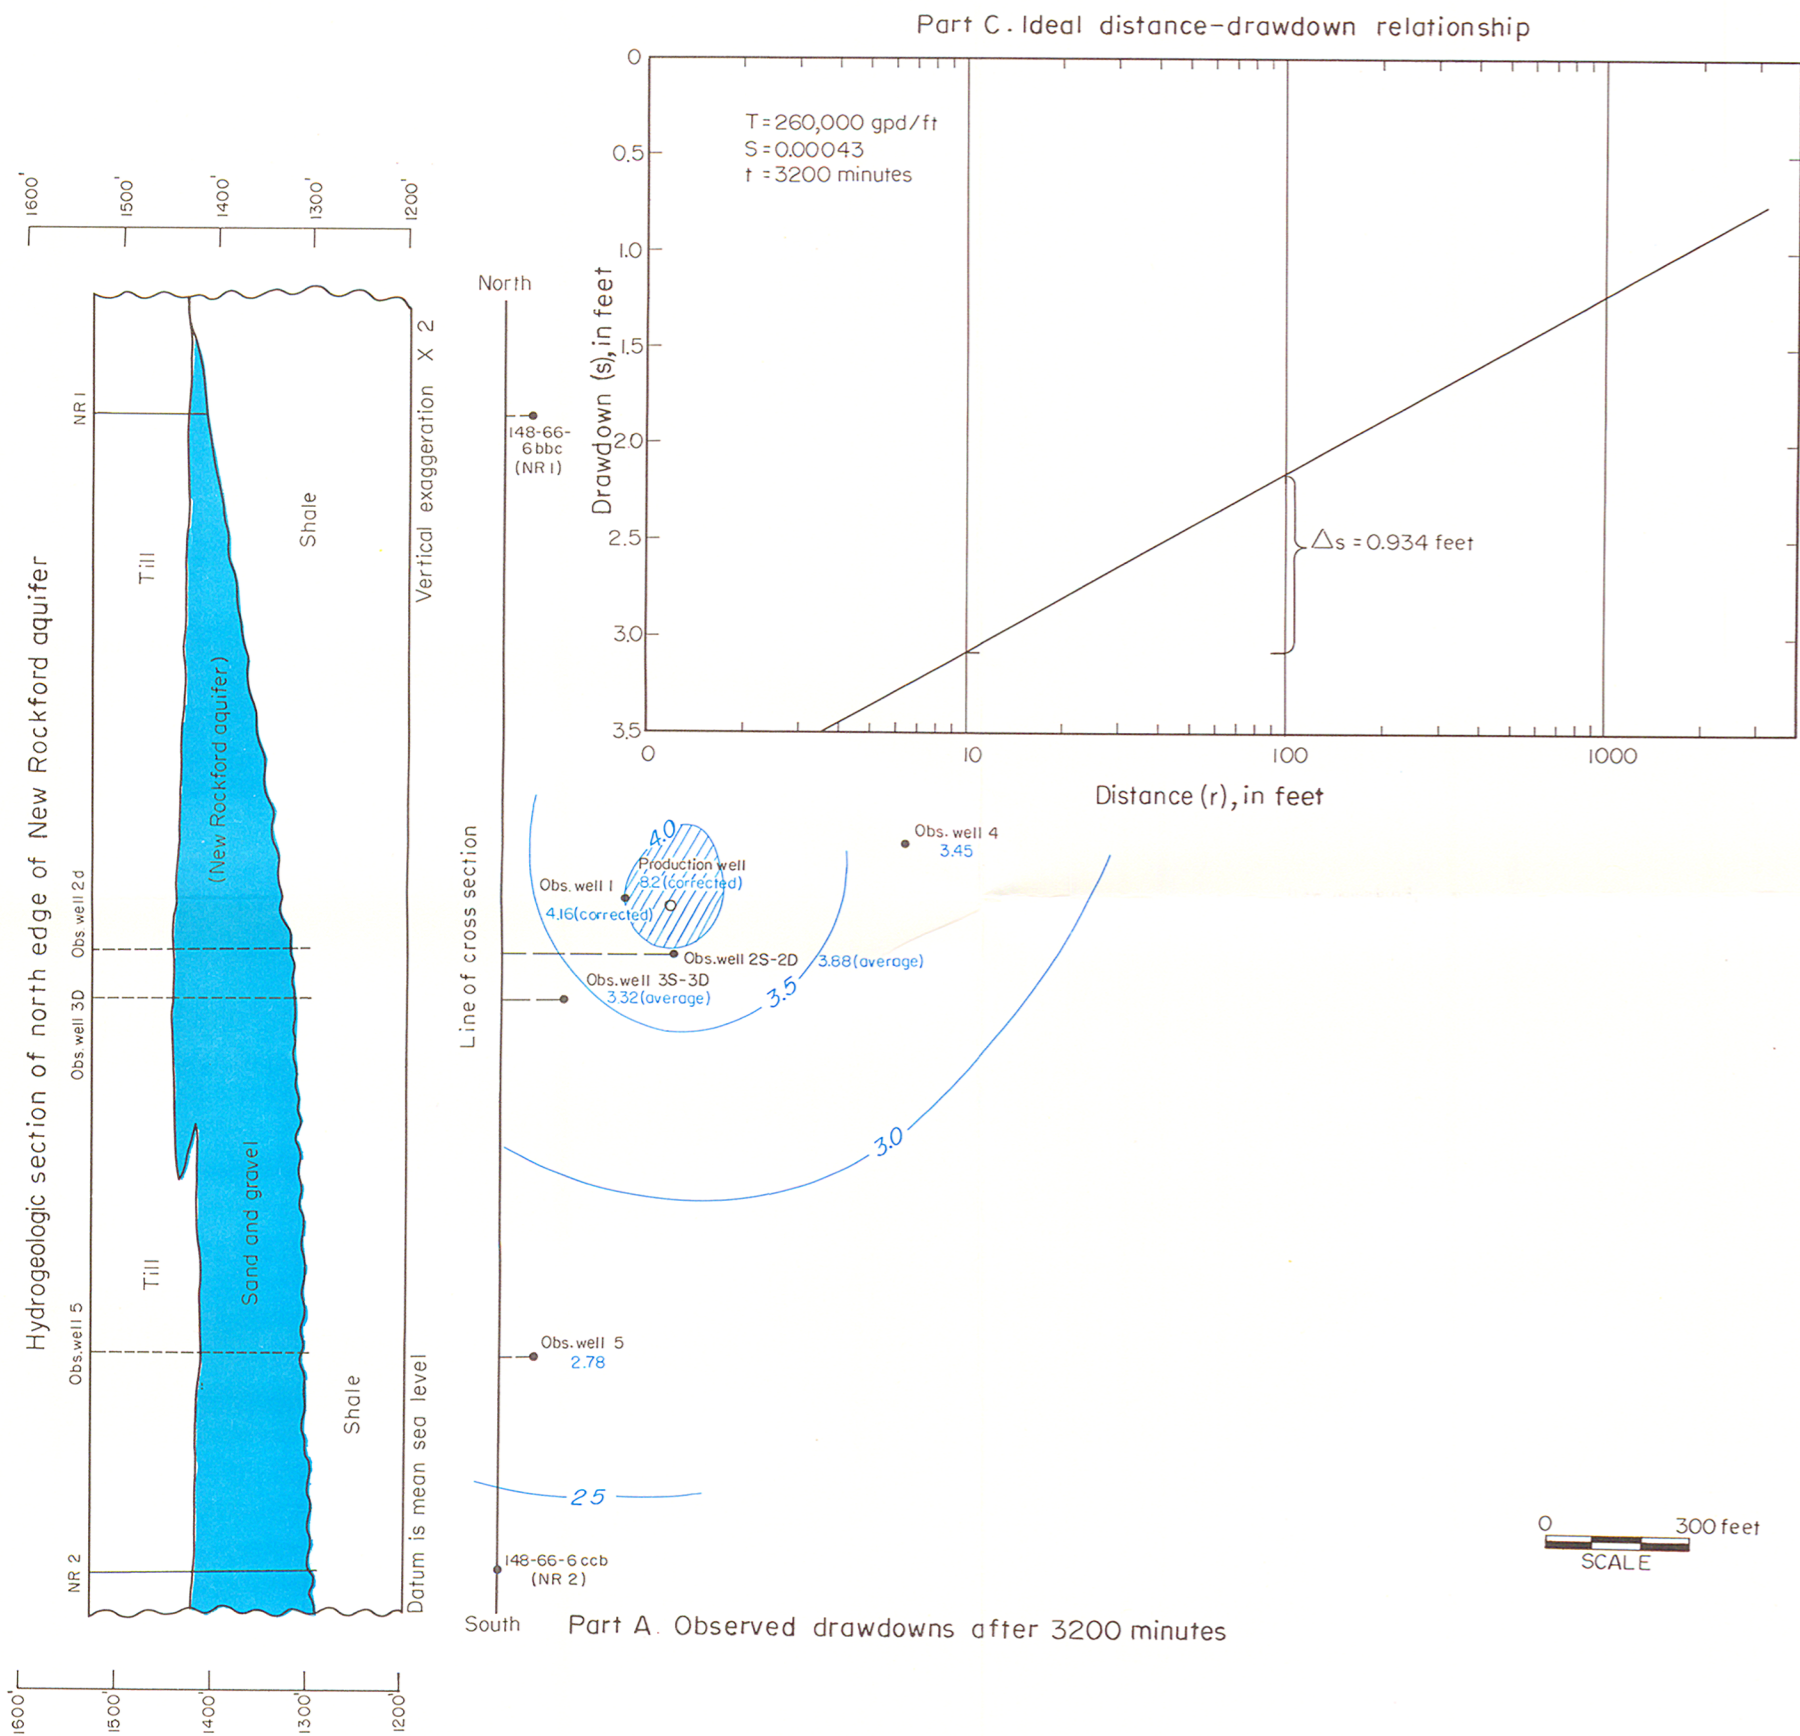 Part C. Ideal distance-drawdown relationship
0
0.5
1.0
1.5
2.0
2.5
3.0
3.5
Drawdown (s), in feet
T=260,000 gpd/ft
S=0.00043
t =3200 minutes
Δs =0.934 feet
0
10
100
1000
Distance (r), in feet
Hydrogeologic section of north edge of New Rockford aquifer
1600'
1500'
1400'
1300'
1200'
NR 1
Obs. well 2d
Obs. well 3D
Obs. well 5
NR 2
Till
Shale
(New Rockford aquifer)
Sand and gravel
Till
Shale
Vertical exaggeration X 2
Datum is mean sea level
1600'
1500'
1400'
1300'
1200'
North
148-66-
6 bbc
(NR 1)
Line of cross section
4.0
Production well
8.2 (corrected)
Obs. well 1
4.16 (corrected)
Obs. well 4
3.45
Obs. well 2S-2D
3.88 (average)
Obs. well 3S-3D
3.32 (average)
3.5
3.0
Obs. well 5
2.78
25
148-66-6 ccb
(NR 2)
South
0
300 feet
SCALE
Part A. Observed drawdowns after 3200 minutes